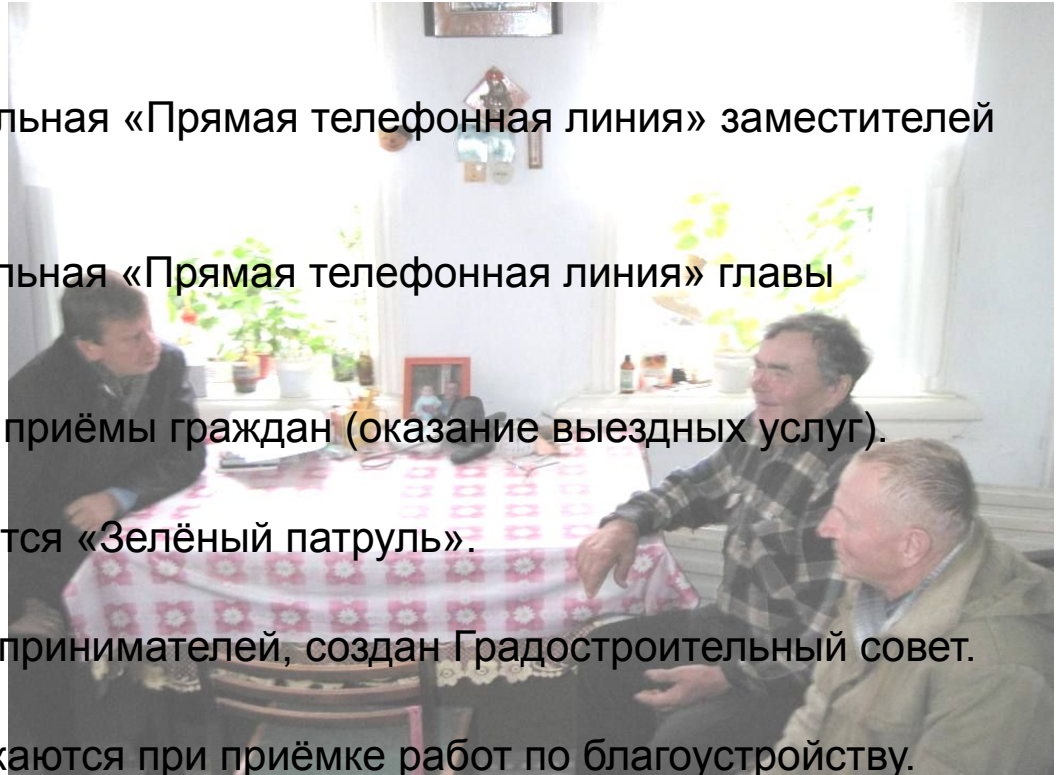 льная «Прямая телефонная линия» заместителей
льная «Прямая телефонная линия» главы
приёмы граждан (оказание выездных услуг).
тся «Зелёный патруль».
принимателей, создан Градостроительный совет.
каются при приёмке работ по благоустройству.